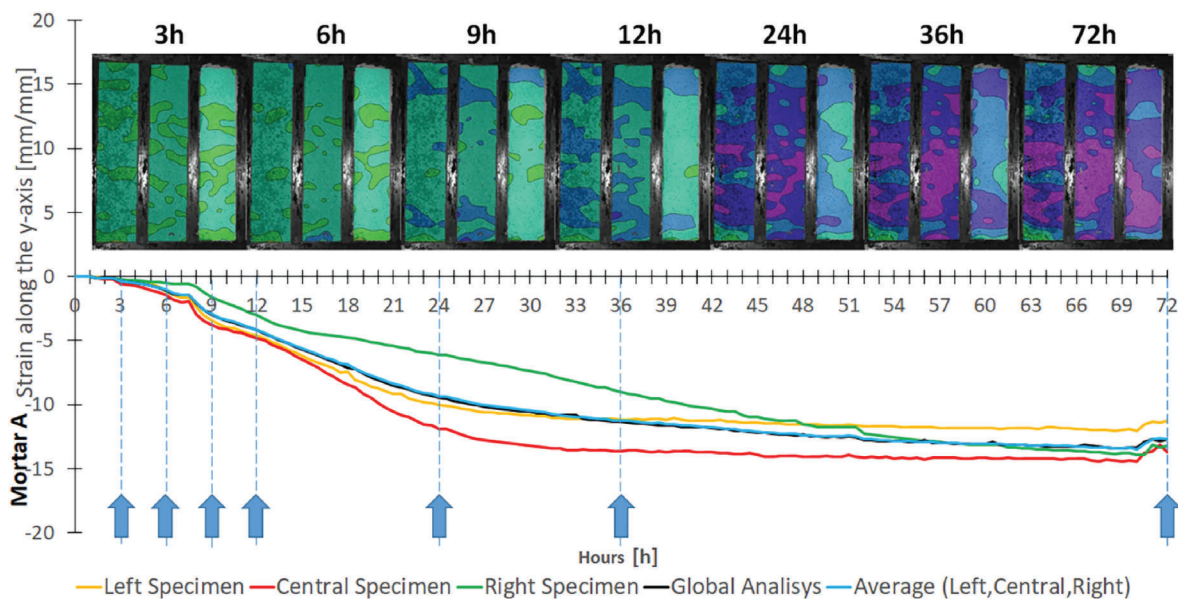 20
3h 6h 9h 12h 24h 36h 72h
15
10
5
0
0 3 6 9 12 15 18 21 24 27 30 33 36 39 42 45 48 51 54 57 60 63 66 69 72
-5
-10
-15
-20
Mortar A, Strain along the y-axis [mm/mm]
Hours [h]
Left Specimen Central Specimen Right Specimen Global Analisys Average (Left,Central,Right)